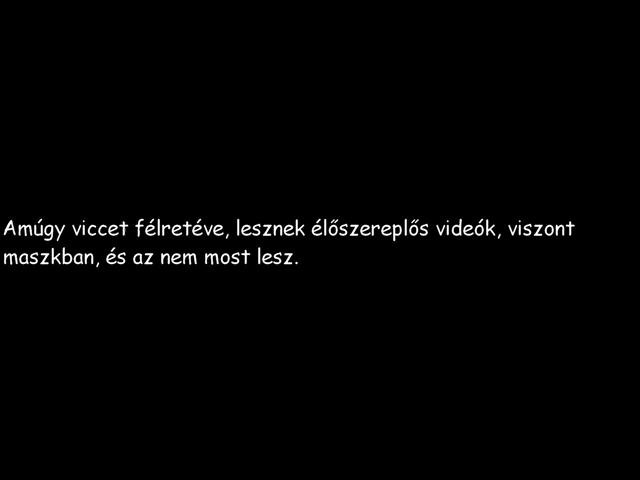 Amúgy viccet félretéve, lesznek élőszereplős videók, viszont
maszkban, és az nem most lesz.